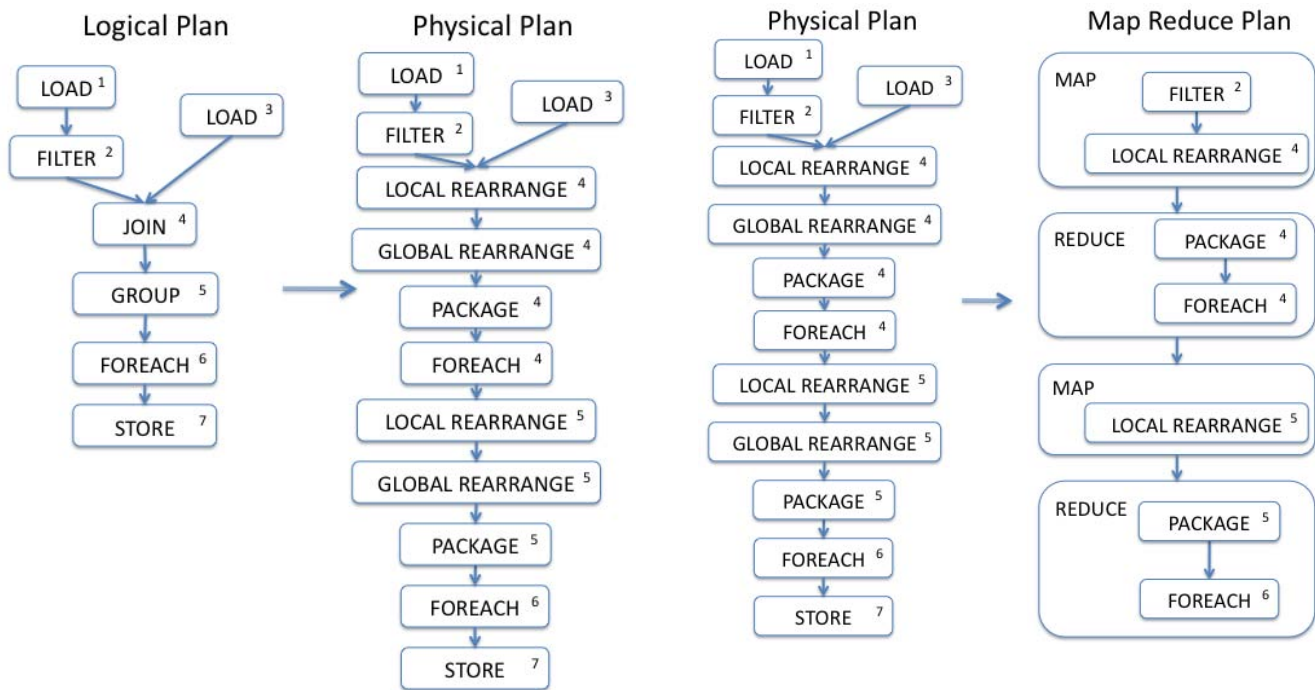 Logical Plan
LOAD 1
LOAD 3
FILTER 2
JOIN 4
GROUP 5
FOREACH 6
STORE 7
Physical Plan
LOAD 1
LOAD 3
FILTER 2
LOCAL REARRANGE 4
GLOBAL REARRANGE 4
PACKAGE 4
FOREACH 4
LOCAL REARRANGE 5
GLOBAL REARRANGE 5
PACKAGE 5
FOREACH 6
STORE 7
Physical Plan
LOAD 1
LOAD 3
FILTER 2
LOCAL REARRANGE 4
GLOBAL REARRANGE 4
PACKAGE 4
FOREACH 4
LOCAL REARRANGE 5
GLOBAL REARRANGE 5
PACKAGE 5
FOREACH 6
STORE 7
Map Reduce Plan
MAP
FILTER 2
LOCAL REARRANGE 4
REDUCE
PACKAGE 4
FOREACH 4
MAP
LOCAL REARRANGE 5
REDUCE
PACKAGE 5
FOREACH 6